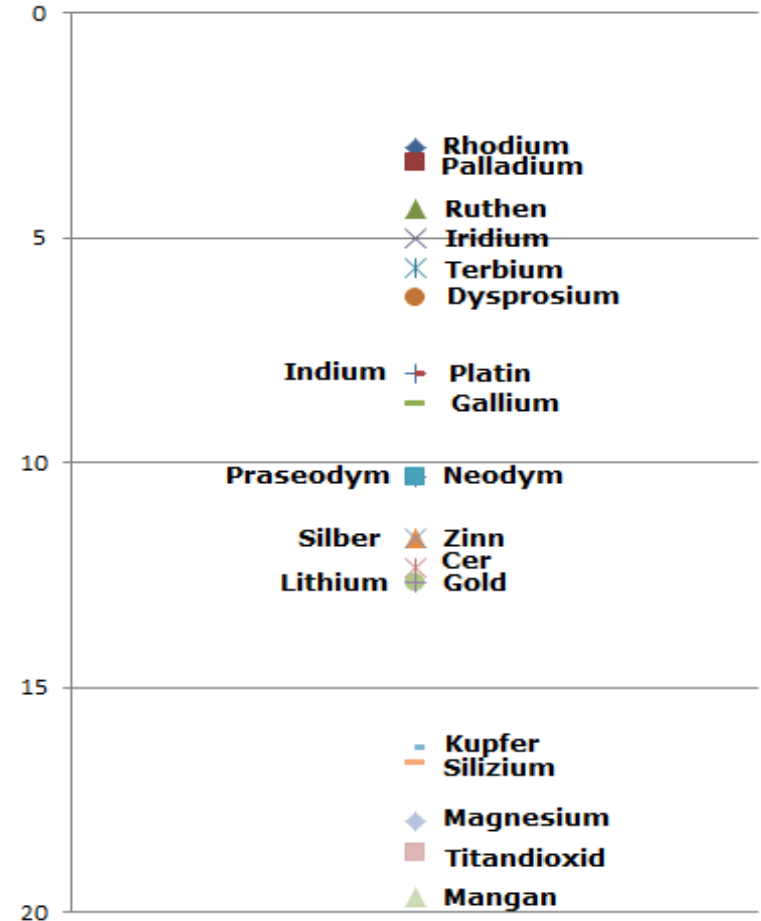 0
Rhodium
Palladium
Ruthen
5
Iridium
Terbium
Dysprosium
Indium Platin
Gallium
10
Praseodym Neodym
Silber Zinn
Cer
Lithium Gold
15
Kupfer
Silizium
Magnesium
Titandioxid
Mangan
20